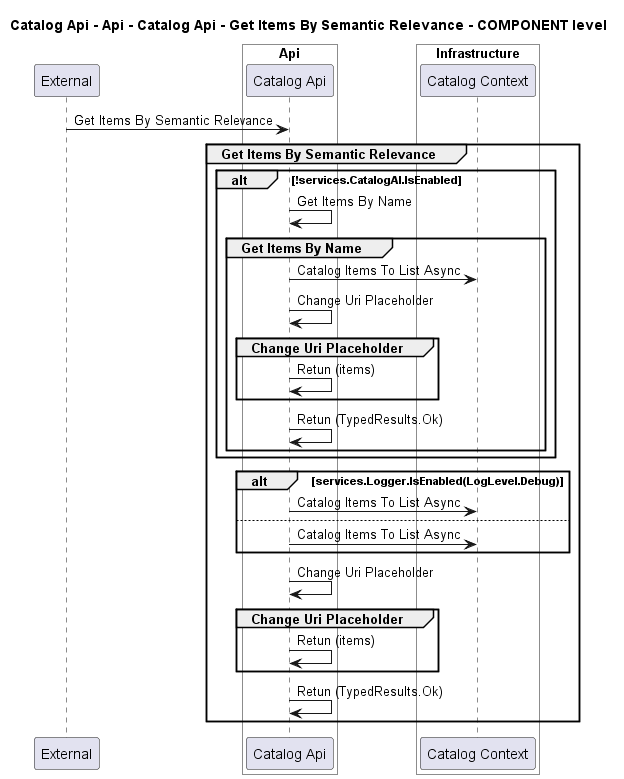 Catalog Api - Api - Catalog Api - Get Items By Semantic Relevance - COMPONENT level
Api
Infrastructure
External
Catalog Api
Catalog Context
Get Items By Semantic Relevance
Get Items By Semantic Relevance
alt
[!services.CatalogAI.IsEnabled]
Get Items By Name
Get Items By Name
Catalog Items To List Async
Change Uri Placeholder
Change Uri Placeholder
Retun (items)
Retun (TypedResults.Ok)
alt
[services.Logger.IsEnabled(LogLevel.Debug)]
Catalog Items To List Async
Catalog Items To List Async
Change Uri Placeholder
Change Uri Placeholder
Retun (items)
Retun (TypedResults.Ok)
External
Catalog Api
Catalog Context